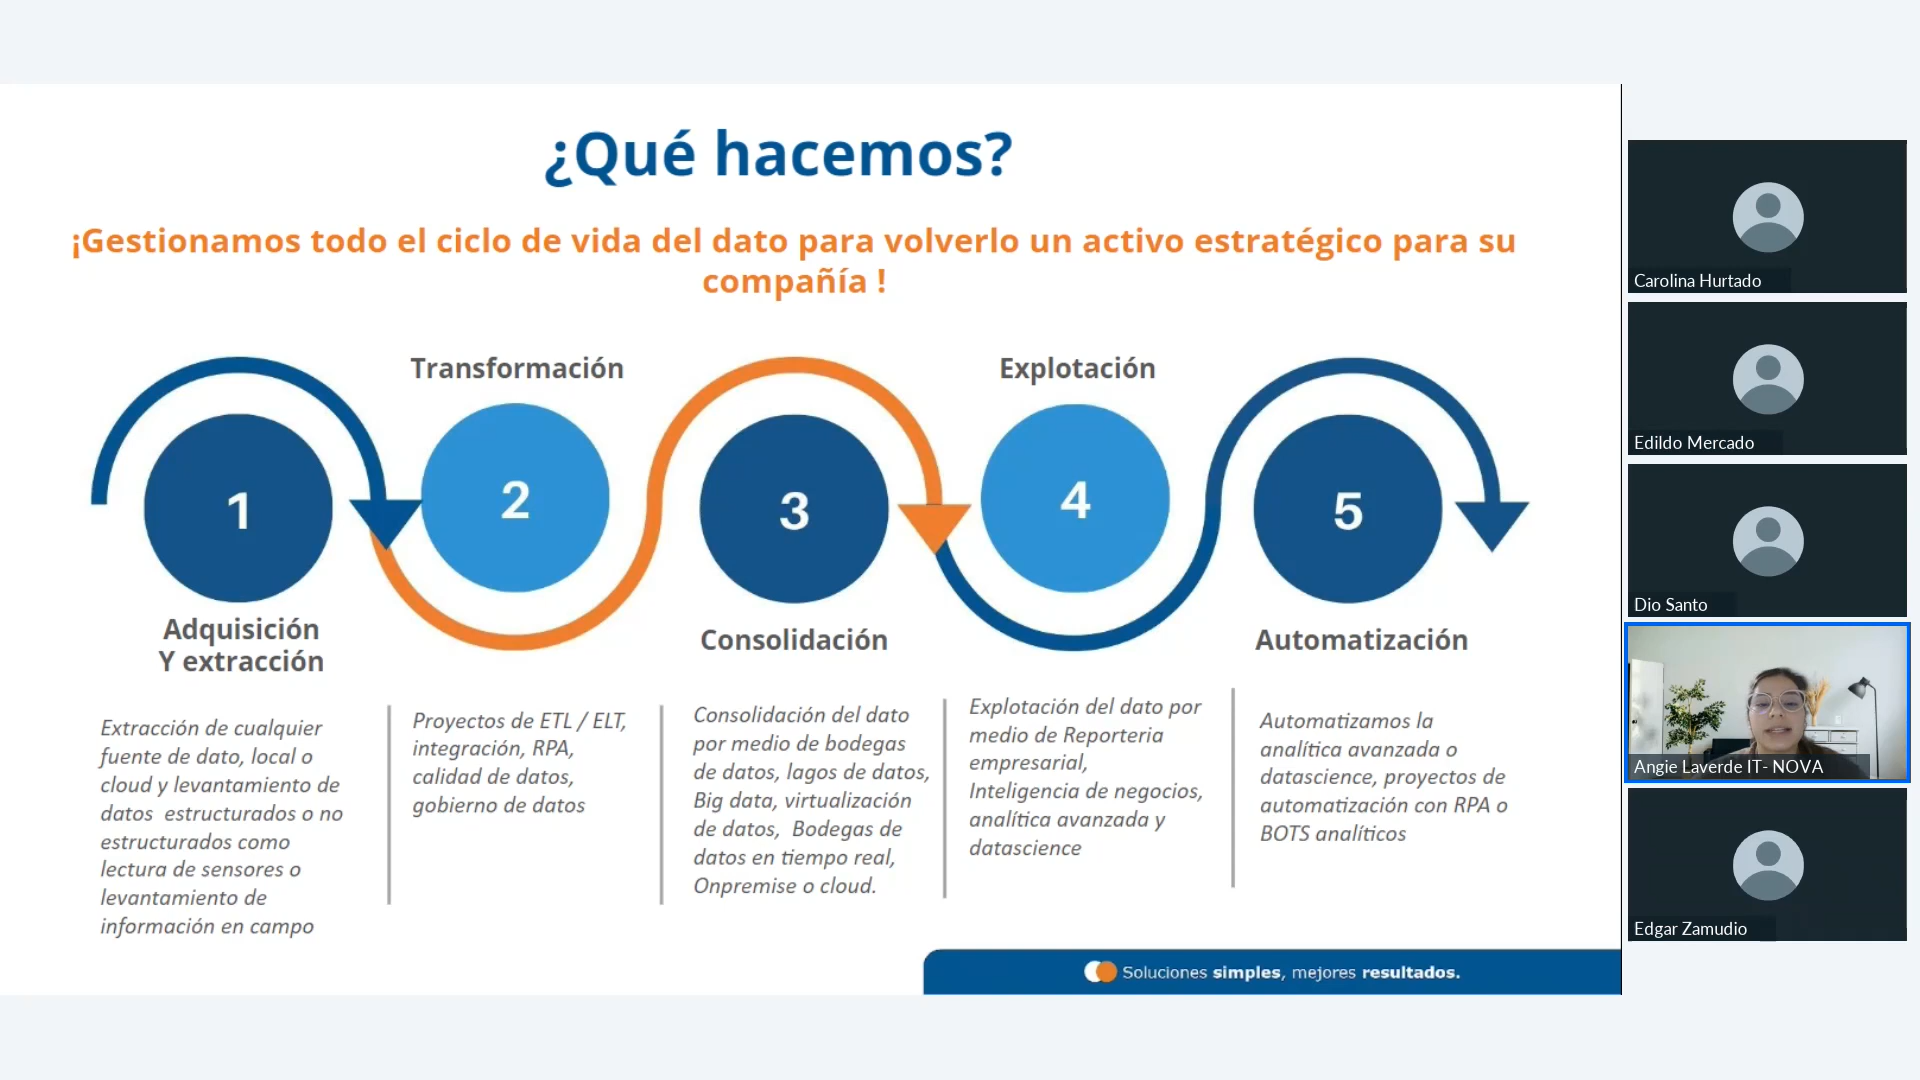 ¿Qué hacemos?
¡Gestionamos todo el ciclo de vida del dato para volverlo un activo estratégico para su
compañía !
1
Adquisición
Y extracción
Extracción de cualquier
fuente de dato, local o
cloud y levantamiento de
datos  estructurados o no
estructurados como
lectura de sensores o
levantamiento de
información en campo
Transformación
2
Proyectos de ETL / ELT,
integración, RPA,
calidad de datos,
gobierno de datos
3
Consolidación
Consolidación del dato
por medio de bodegas
de datos, lagos de datos,
Big data, virtualización
de datos,  Bodegas de
datos en tiempo real,
Onpremise o cloud.
Explotación
4
Explotación del dato por
medio de Reporteria
empresarial,
Inteligencia de negocios,
analítica avanzada y
datascience
5
Automatización
Automatizamos la
analítica avanzada o
datascience, proyectos de
automatización con RPA o
BOTS analíticos
Soluciones simples, mejores resultados.
Carolina Hurtado
Edildo Mercado
Dio Santo
Angie Laverde IT- NOVA
Edgar Zamudio